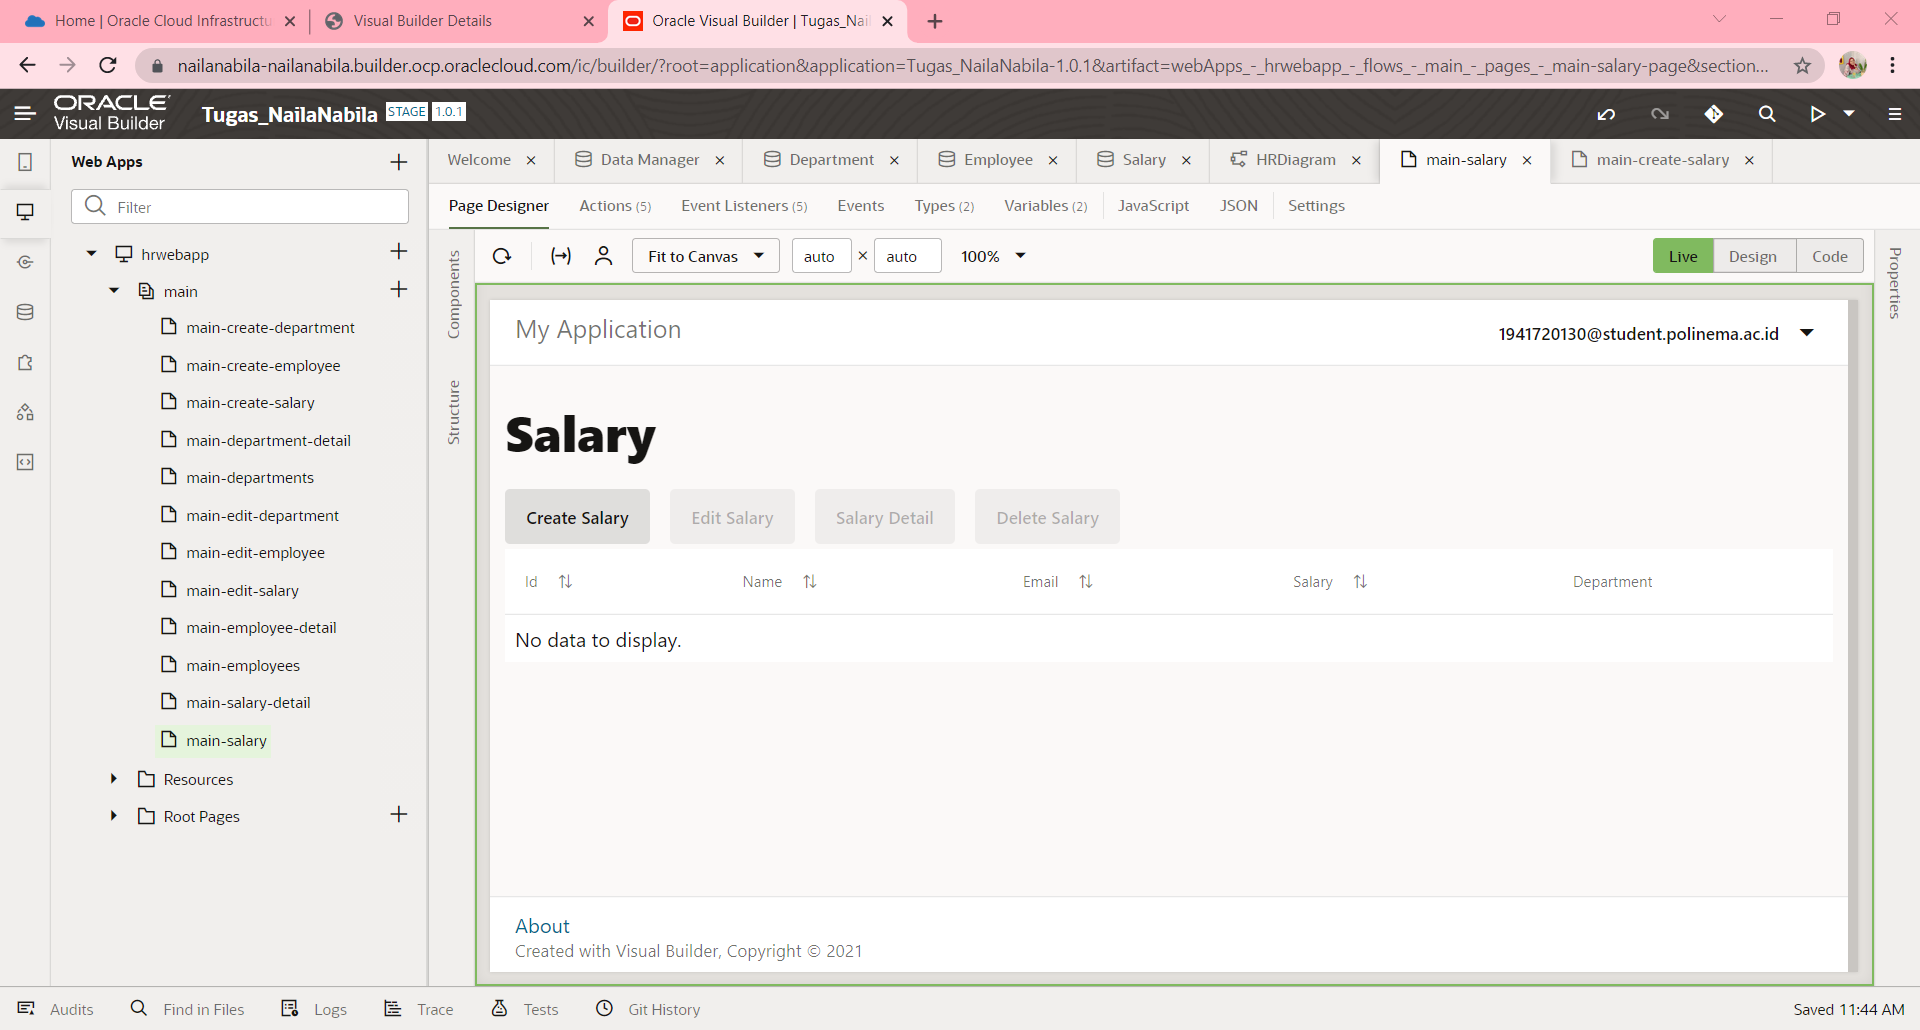 Home | Oracle Cloud Infrastructu
Visual Builder Details
Oracle Visual Builder | Tugas_Nail
nailanabila-nailanabila.builder.ocp.oraclecloud.com/ic/builder/?root=application&application=Tugas_NailaNabila-1.0.1&artifact=webApps_-_hrwebapp_-_flows_-_main_-_pages_-_main-salary-page&section...
ORACLE
Visual Builder
Tugas_NailaNabila STAGE 1.0.1
Web Apps
Filter
hrwebapp
main
main-create-department
main-create-employee
main-create-salary
main-department-detail
main-departments
main-edit-department
main-edit-employee
main-edit-salary
main-employee-detail
main-employees
main-salary-detail
main-salary
Resources
Root Pages
Welcome Data Manager Department Employee Salary HRDiagram main-salary main-create-salary
Page Designer Actions (5) Event Listeners (5) Events Types (2) Variables (2) JavaScript JSON Settings
Components
Structure
Fit to Canvas auto × auto 100% Live Design Code
Properties
My Application 1941720130@student.polinema.ac.id
Salary
Create Salary Edit Salary Salary Detail Delete Salary
Id Name Email Salary Department
No data to display.
About
Created with Visual Builder, Copyright © 2021
Audits Find in Files Logs Trace Tests Git History Saved 11:44 AM